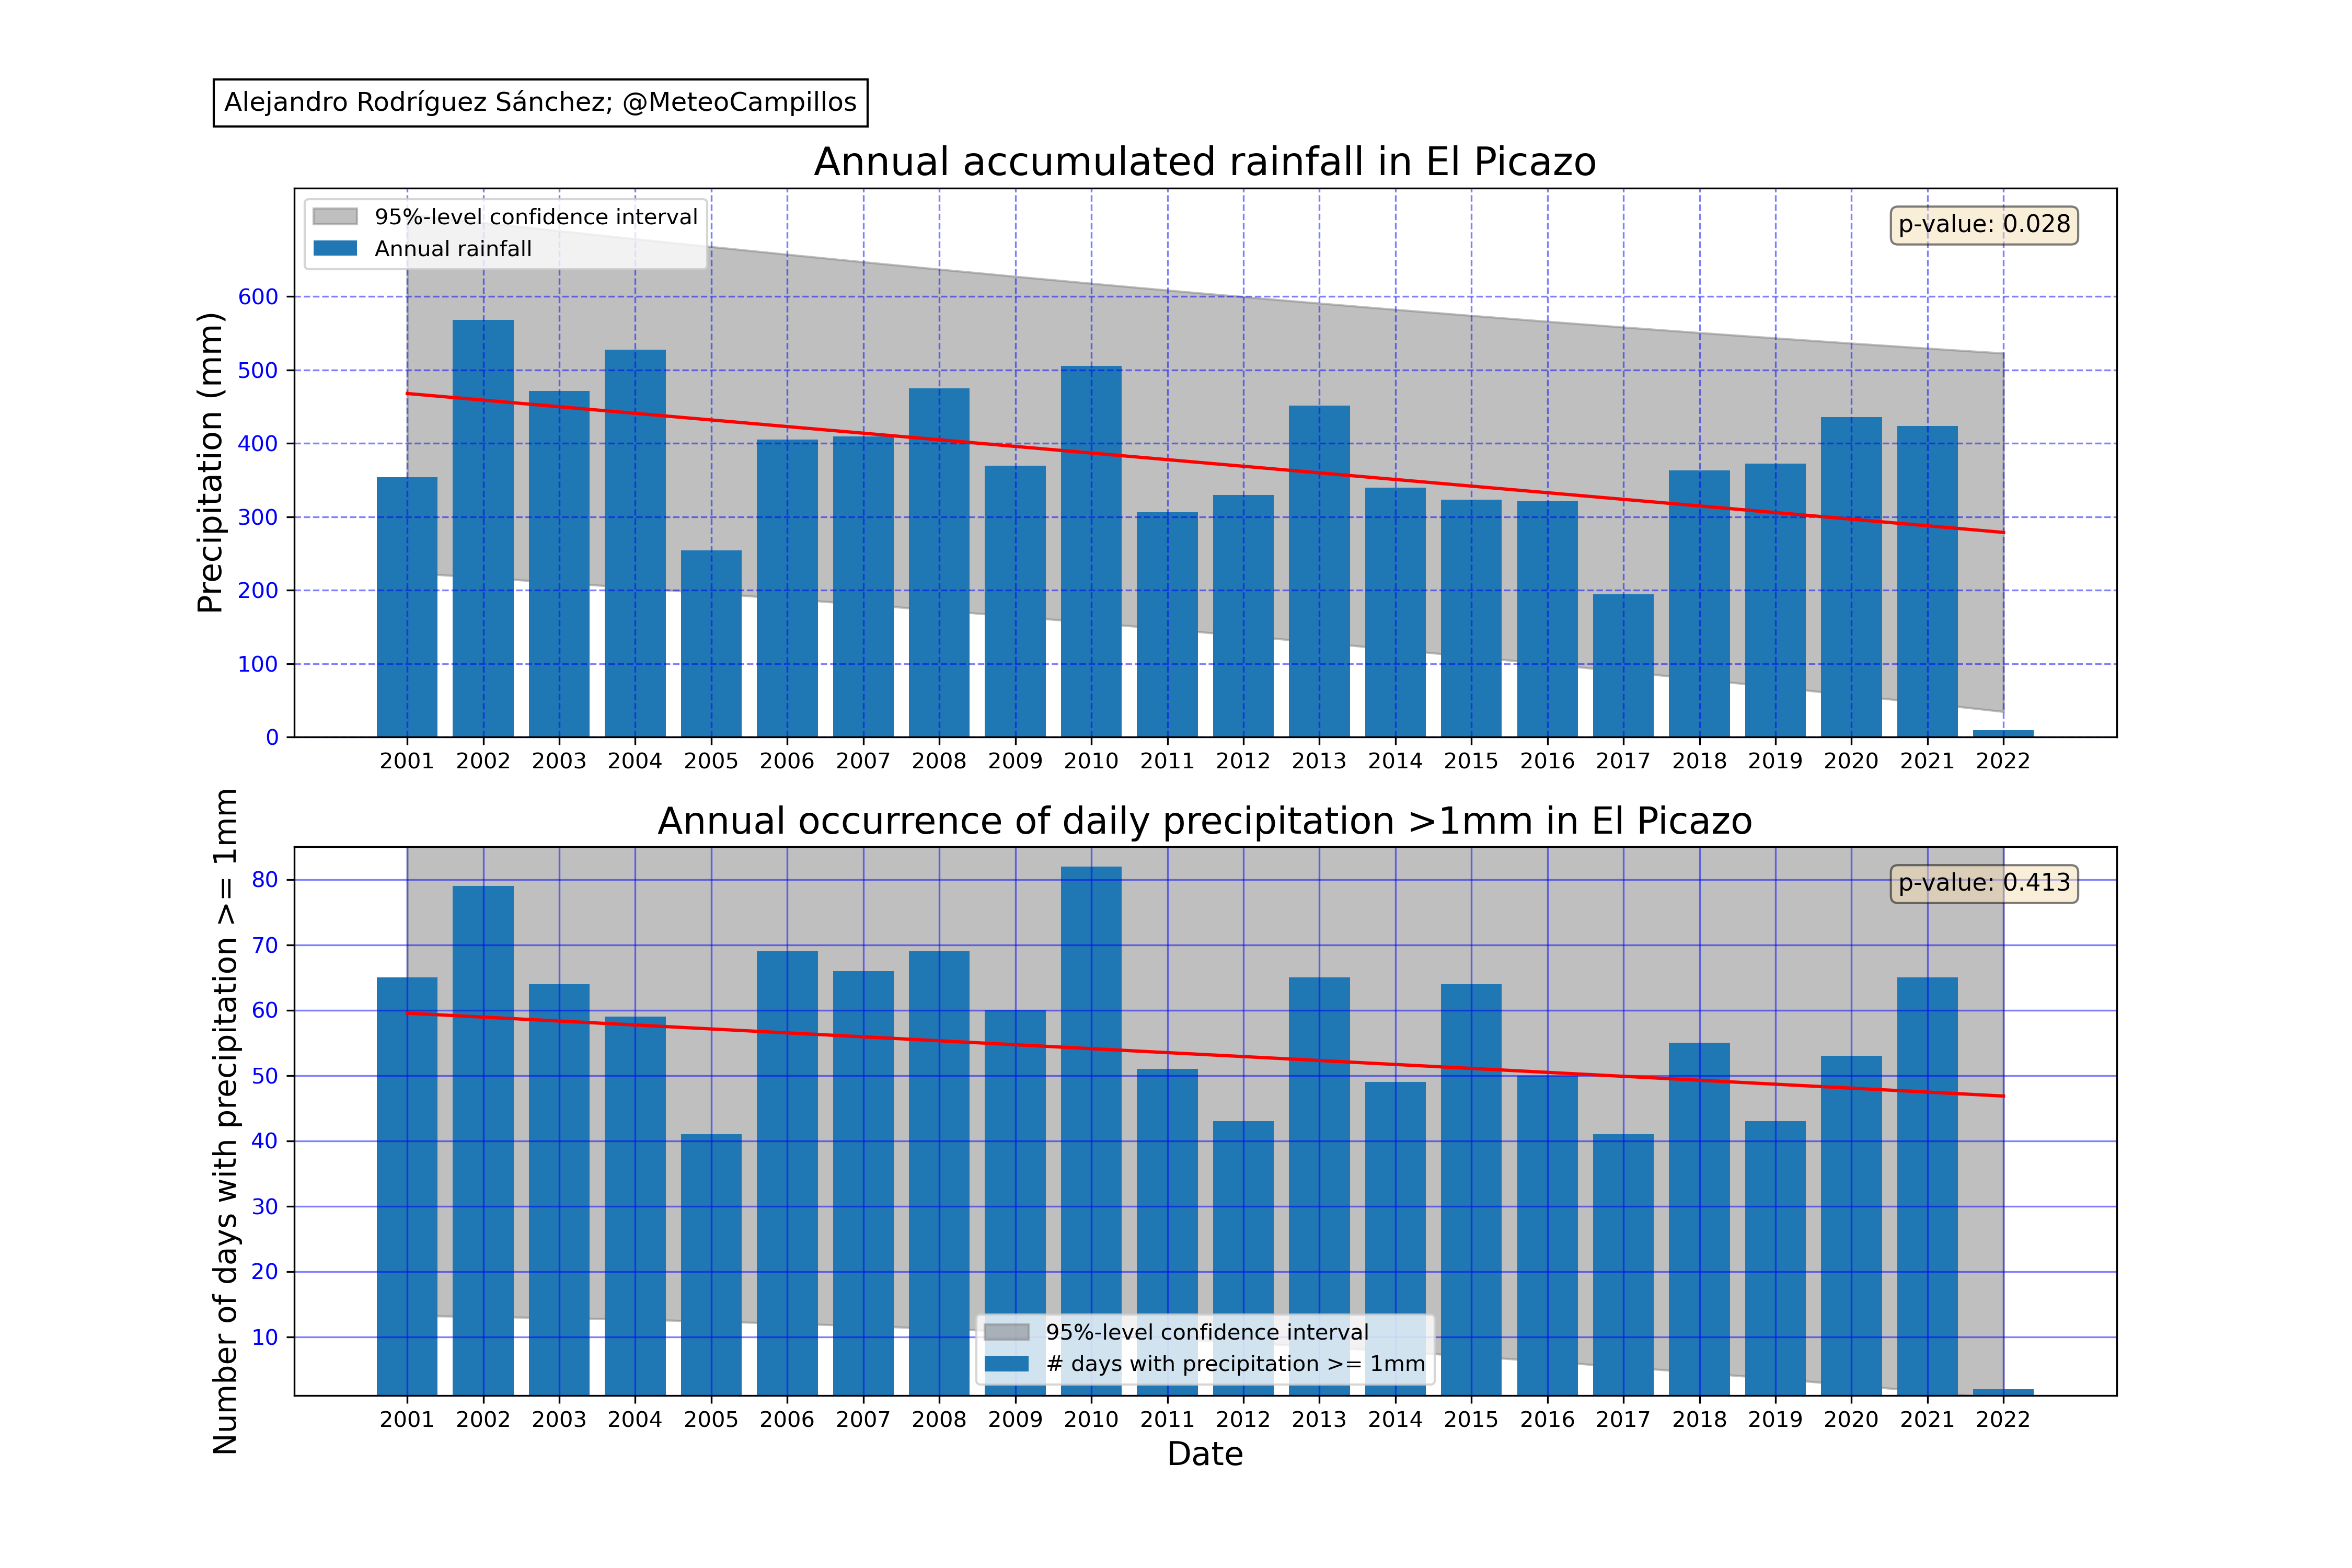 Alejandro Rodríguez Sánchez; @MeteoCampillos
Annual accumulated rainfall in El Picazo
95%-level confidence interval
Annual rainfall
p-value: 0.028
Precipitation (mm)
600
500
400
300
200
100
0
2001 2002 2003 2004 2005 2006 2007 2008 2009 2010 2011 2012 2013 2014 2015 2016 2017 2018 2019 2020 2021 2022
Annual occurrence of daily precipitation >1mm in El Picazo
p-value: 0.413
Number of days with precipitation >= 1mm
80
70
60
50
40
30
20
10
95%-level confidence interval
# days with precipitation >= 1mm
2001 2002 2003 2004 2005 2006 2007 2008 2009 2010 2011 2012 2013 2014 2015 2016 2017 2018 2019 2020 2021 2022
Date